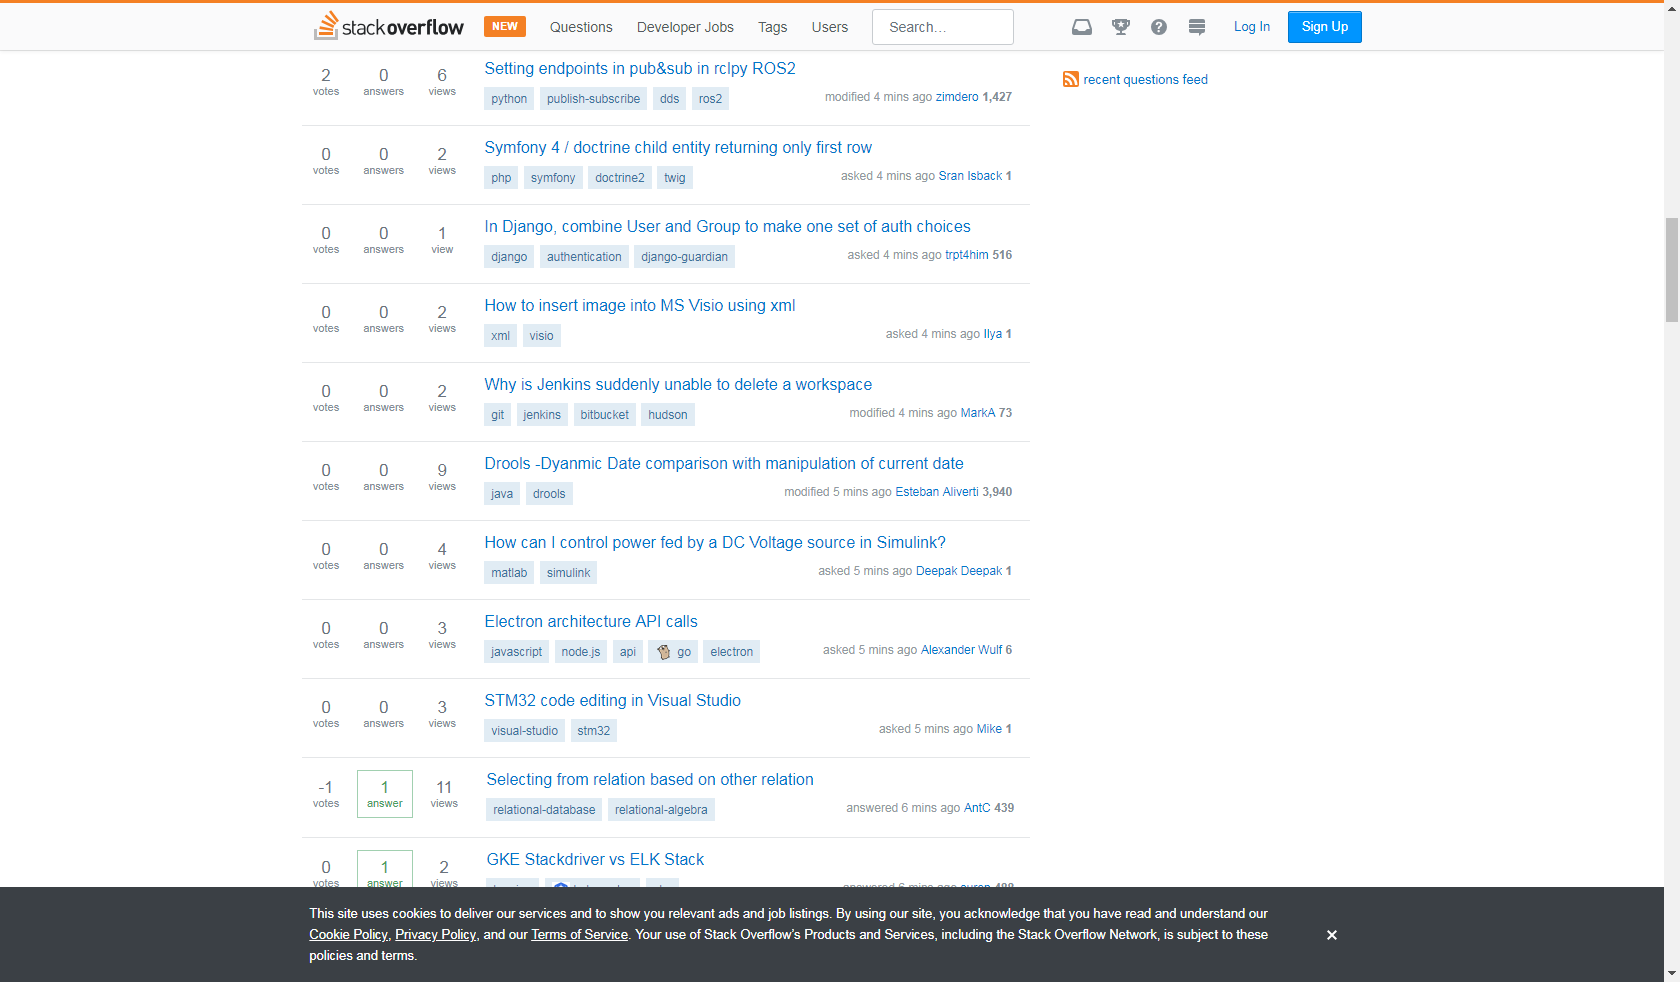 stackoverflow NEW Questions Developer Jobs Tags Users Search... Log In Sign Up
2 votes 0 answers 6 views Setting endpoints in pub&sub in rclpy ROS2
python publish-subscribe dds ros2 modified 4 mins ago zimdero 1,427
recent questions feed
0 votes 0 answers 2 views Symfony 4 / doctrine child entity returning only first row
php symfony doctrine2 twig asked 4 mins ago Sran Isback 1
0 votes 0 answers 1 view In Django, combine User and Group to make one set of auth choices
django authentication django-guardian asked 4 mins ago trpt4him 516
0 votes 0 answers 2 views How to insert image into MS Visio using xml
xml visio asked 4 mins ago Ilya 1
0 votes 0 answers 2 views Why is Jenkins suddenly unable to delete a workspace
git jenkins bitbucket hudson modified 4 mins ago MarkA 73
0 votes 0 answers 9 views Drools -Dyanmic Date comparison with manipulation of current date
java drools modified 5 mins ago Esteban Aliverti 3,940
0 votes 0 answers 4 views How can I control power fed by a DC Voltage source in Simulink?
matlab simulink asked 5 mins ago Deepak Deepak 1
0 votes 0 answers 3 views Electron architecture API calls
javascript node.js api go electron asked 5 mins ago Alexander Wulf 6
0 votes 0 answers 3 views STM32 code editing in Visual Studio
visual-studio stm32 asked 5 mins ago Mike 1
-1 votes 1 answer 11 views Selecting from relation based on other relation
relational-database relational-algebra answered 6 mins ago AntC 439
0 votes 1 answer 2 views GKE Stackdriver vs ELK Stack
This site uses cookies to deliver our services and to show you relevant ads and job listings. By using our site, you acknowledge that you have read and understand our
Cookie Policy, Privacy Policy, and our Terms of Service. Your use of Stack Overflow's Products and Services, including the Stack Overflow Network, is subject to these
policies and terms.